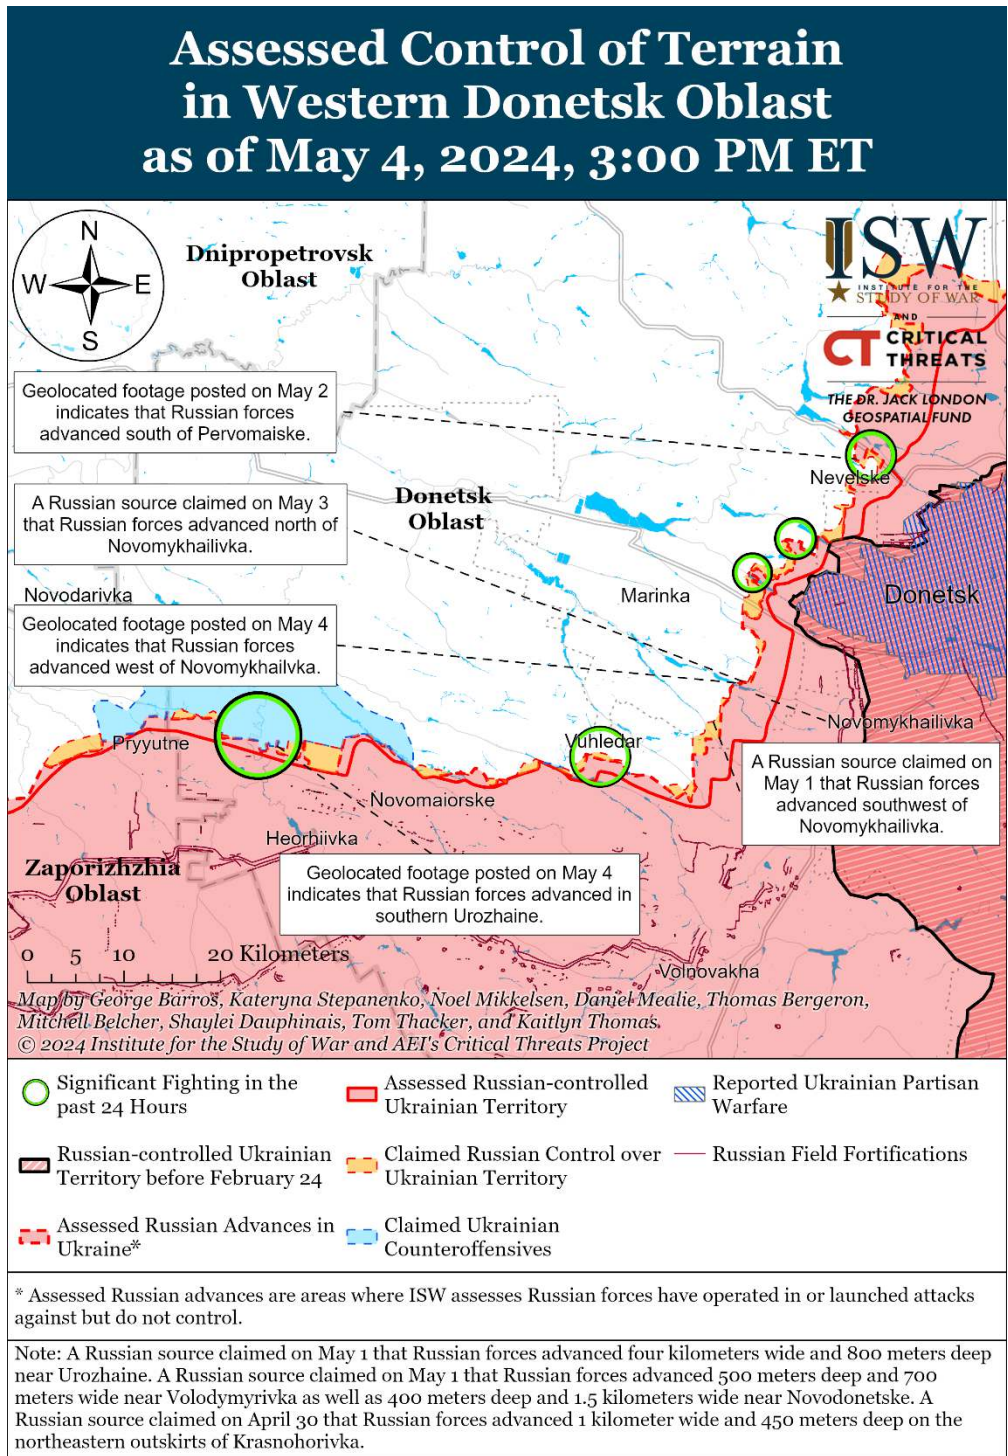 Assessed Control of Terrain
in Western Donetsk Oblast
as of May 4, 2024, 3:00 PM ET
N
W
E
S
Dnipropetrovsk
Oblast
ISW
INSTITUTE FOR THE
STUDY OF WAR
AND
CT CRITICAL
THREATS
THE DR. JACK LONDON
GEOSPATIAL FUND
Geolocated footage posted on May 2
indicates that Russian forces
advanced south of Pervomaiske.
Nevelske
A Russian source claimed on May 3
that Russian forces advanced north of
Novomykhailivka.
Donetsk
Oblast
Novodarivka
Marinka
Donetsk
Geolocated footage posted on May 4
indicates that Russian forces
advanced west of Novomykhailvka.
Novomykhailivka
Pryyutne
Vuhledar
A Russian source claimed on
May 1 that Russian forces
advanced southwest of
Novomykhailivka.
Novomaiorske
Heorhiivka
Zaporizhzhia
Oblast
Geolocated footage posted on May 4
indicates that Russian forces advanced in
southern Urozhaine.
0 5 10 20 Kilometers
Volnovakha
Map by George Barros, Kateryna Stepanenko, Noel Mikkelsen, Daniel Mealie, Thomas Bergeron,
Mitchell Belcher, Shaylei Dauphinais, Tom Thacker, and Kaitlyn Thomas.
© 2024 Institute for the Study of War and AEI's Critical Threats Project
Significant Fighting in the
past 24 Hours
Assessed Russian-controlled
Ukrainian Territory
Reported Ukrainian Partisan
Warfare
Russian-controlled Ukrainian
Territory before February 24
Claimed Russian Control over
Ukrainian Territory
Russian Field Fortifications
Assessed Russian Advances in
Ukraine*
Claimed Ukrainian
Counteroffensives
* Assessed Russian advances are areas where ISW assesses Russian forces have operated in or launched attacks
against but do not control.
Note: A Russian source claimed on May 1 that Russian forces advanced four kilometers wide and 800 meters deep
near Urozhaine. A Russian source claimed on May 1 that Russian forces advanced 500 meters deep and 700
meters wide near Volodymyrivka as well as 400 meters deep and 1.5 kilometers wide near Novodonetske. A
Russian source claimed on April 30 that Russian forces advanced 1 kilometer wide and 450 meters deep on the
northeastern outskirts of Krasnohorivka.